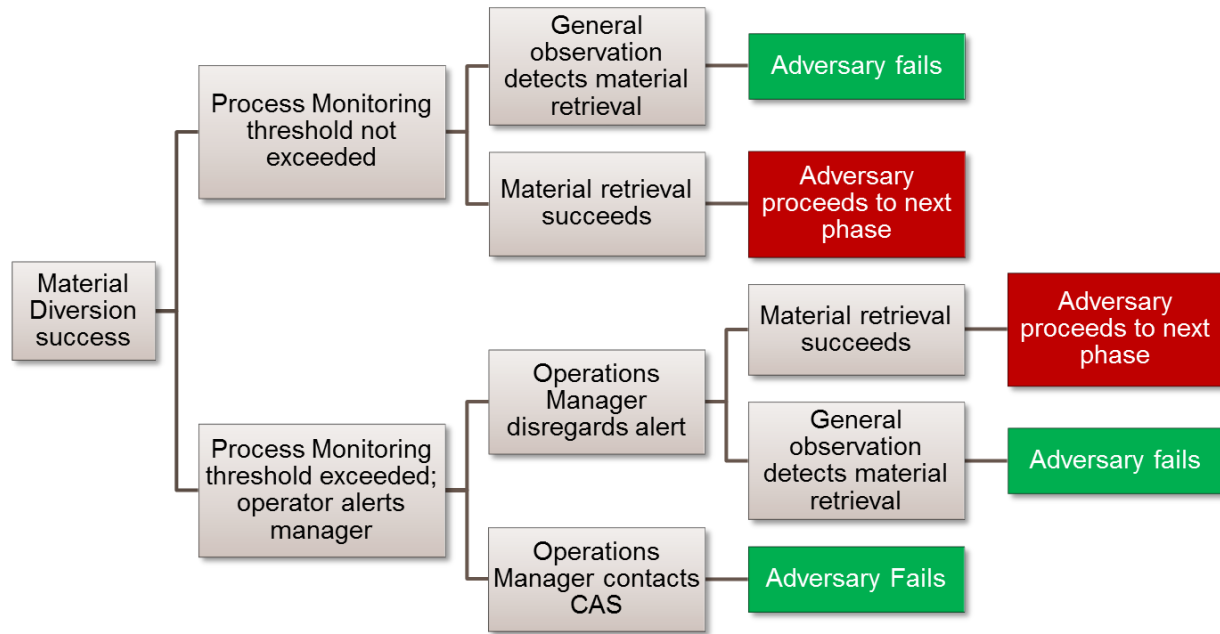 Material
Diversion
success
Process Monitoring
threshold not
exceeded
General
observation
detects material
retrieval
Adversary fails
Material retrieval
succeeds
Adversary
proceeds to next
phase
Process Monitoring
threshold exceeded;
operator alerts
manager
Operations
Manager
disregards alert
Material retrieval
succeeds
Adversary
proceeds to next
phase
General
observation
detects material
retrieval
Adversary fails
Operations
Manager contacts
CAS
Adversary Fails